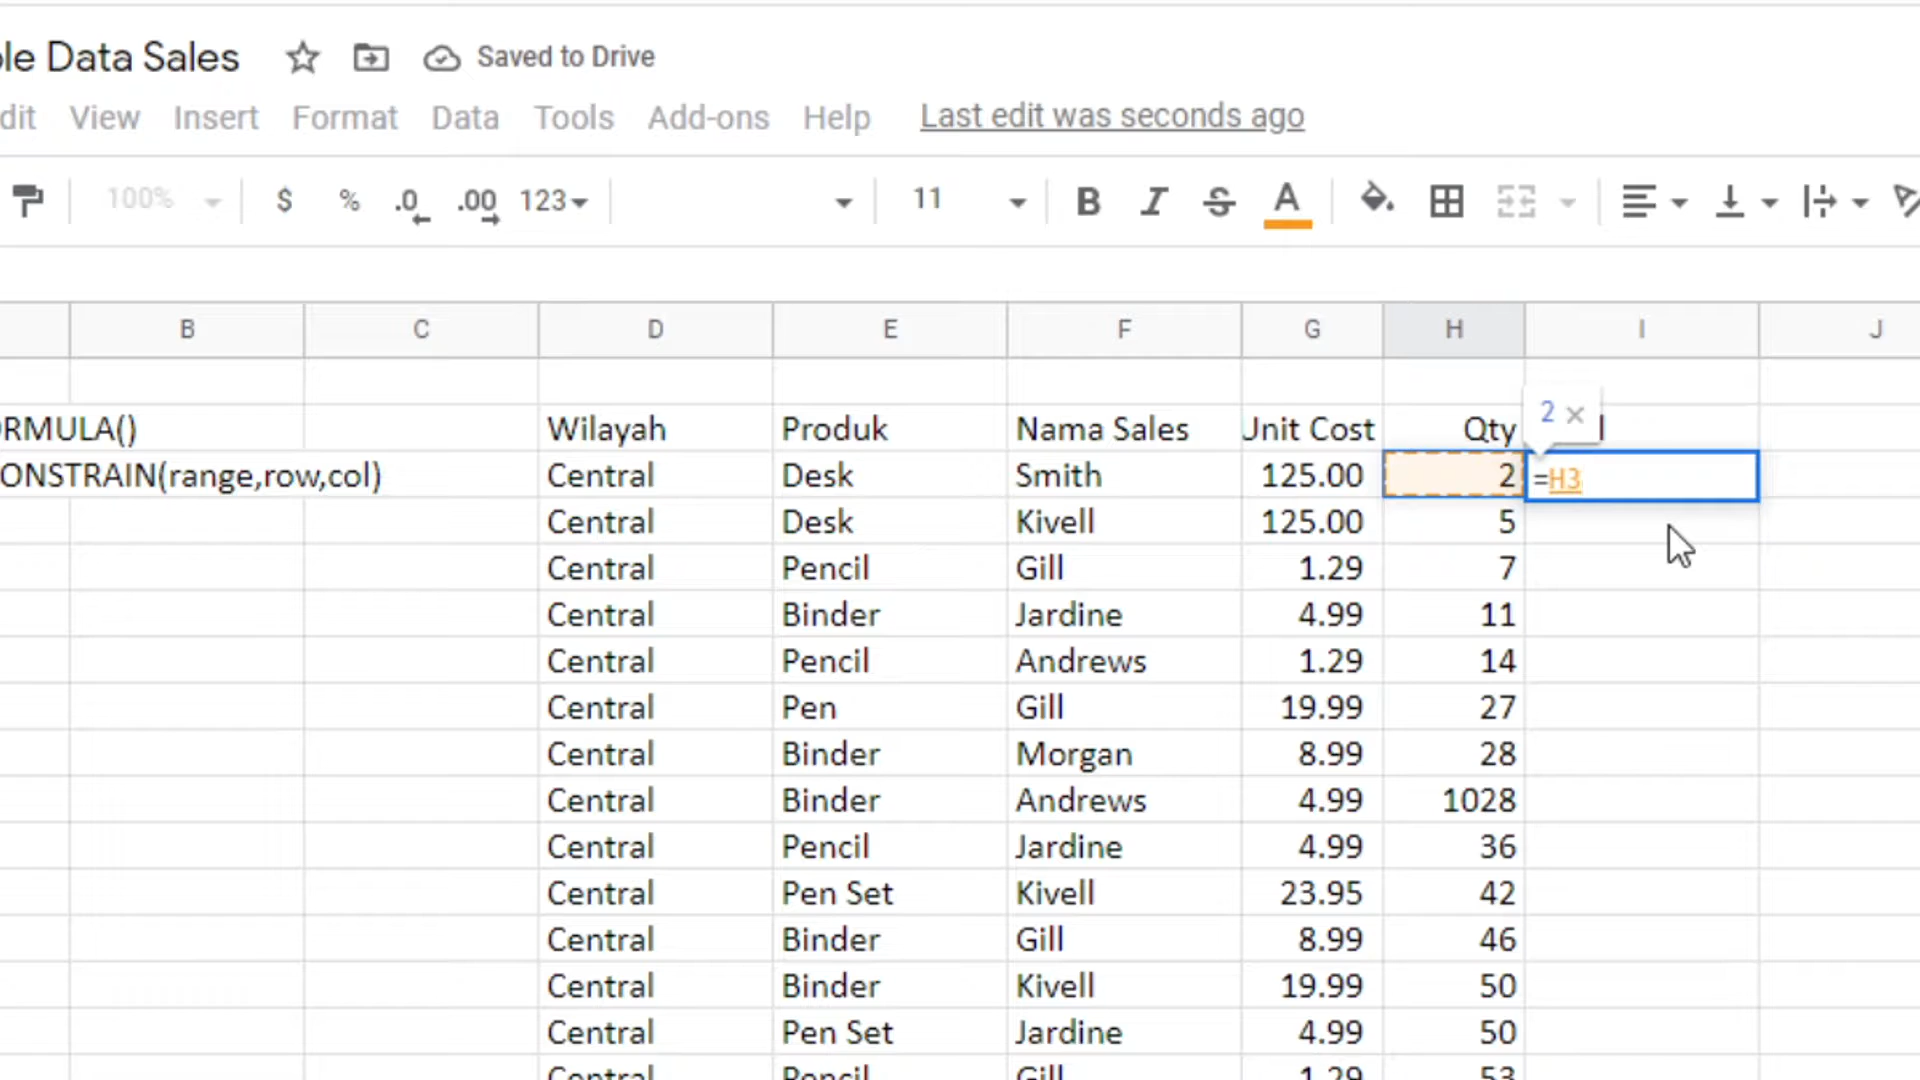 le Data Sales Saved to Drive
dit View Insert Format Data Tools Add-ons Help Last edit was seconds ago
100% $ % .0 .00 123 11 B I S A
B C D E F G H I J
2 ×
RMULA() Wilayah Produk Nama Sales Unit Cost Qty l
ONSTRAIN(range,row,col) Central Desk Smith 125.00 2 =H3
Central Desk Kivell 125.00 5
Central Pencil Gill 1.29 7
Central Binder Jardine 4.99 11
Central Pencil Andrews 1.29 14
Central Pen Gill 19.99 27
Central Binder Morgan 8.99 28
Central Binder Andrews 4.99 1028
Central Pencil Jardine 4.99 36
Central Pen Set Kivell 23.95 42
Central Binder Gill 8.99 46
Central Binder Kivell 19.99 50
Central Pen Set Jardine 4.99 50
Central Pencil Gill 1.29 53